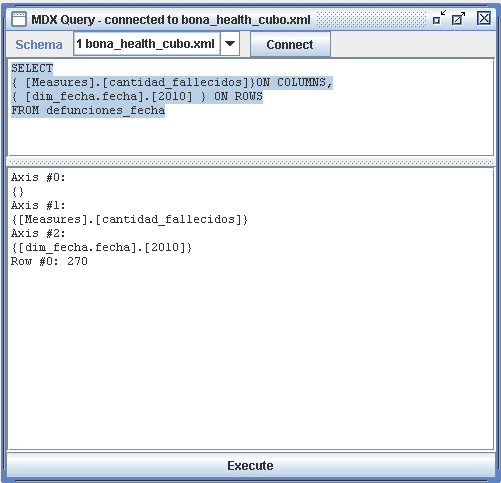 MDX Query - connected to bona_health_cubo.xml
Schema 1 bona_health_cubo.xml Connect
SELECT
{ [Measures].[cantidad_fallecidos]}ON COLUMNS,
{ [dim_fecha.fecha].[2010] } ON ROWS
FROM defunciones_fecha
Axis #0:
{}
Axis #1:
{[Measures].[cantidad_fallecidos]}
Axis #2:
{[dim_fecha.fecha].[2010]}
Row #0: 270
Execute